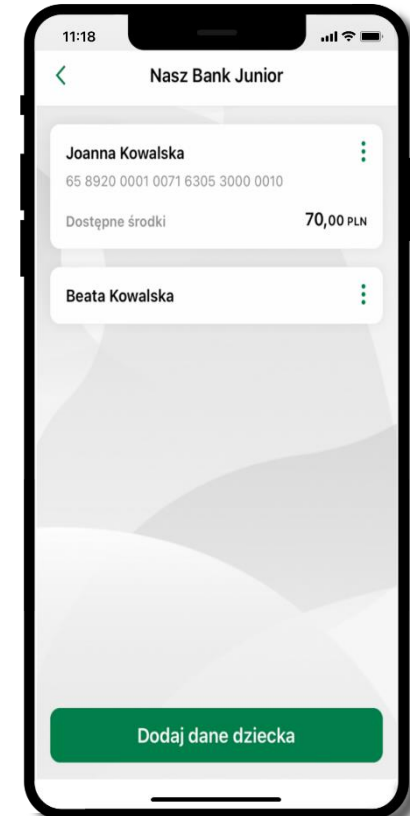 11:18
Nasz Bank Junior
Joanna Kowalska
65 8920 0001 0071 6305 3000 0010
Dostępne środki 70,00 PLN
Beata Kowalska
Dodaj dane dziecka